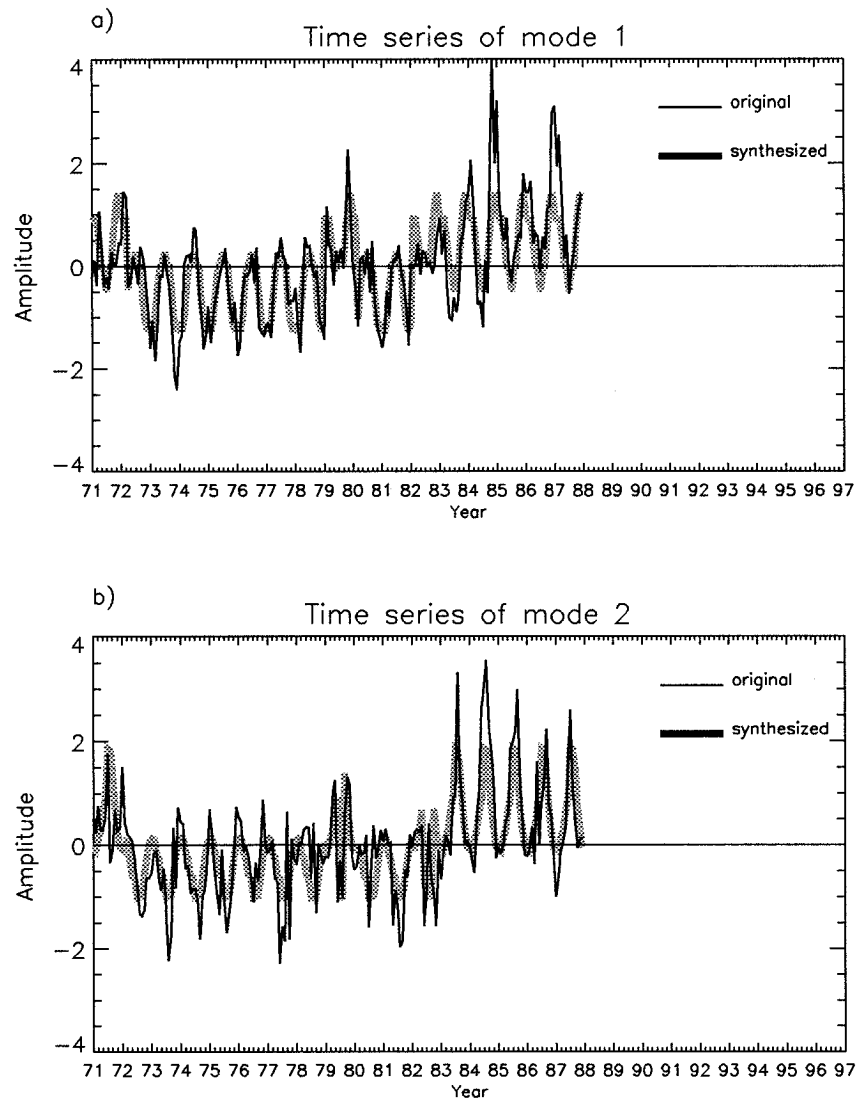 a)
Time series of mode 1
4
2
0
−2
−4
Amplitude
original
synthesized
71 72 73 74 75 76 77 78 79 80 81 82 83 84 85 86 87 88 89 90 91 92 93 94 95 96 97
Year
b)
Time series of mode 2
4
2
0
−2
−4
Amplitude
original
synthesized
71 72 73 74 75 76 77 78 79 80 81 82 83 84 85 86 87 88 89 90 91 92 93 94 95 96 97
Year